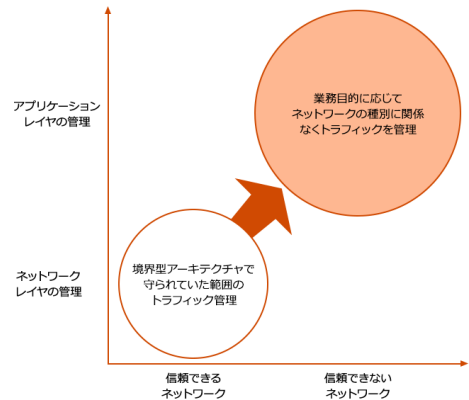 業務目的に応じて
ネットワークの種別に関係
なくトラフィックを管理
アプリケーション
レイヤの管理
境界型アーキテクチャで
守られていた範囲の
トラフィック管理
ネットワーク
レイヤの管理
信頼できる
ネットワーク
信頼できない
ネットワーク